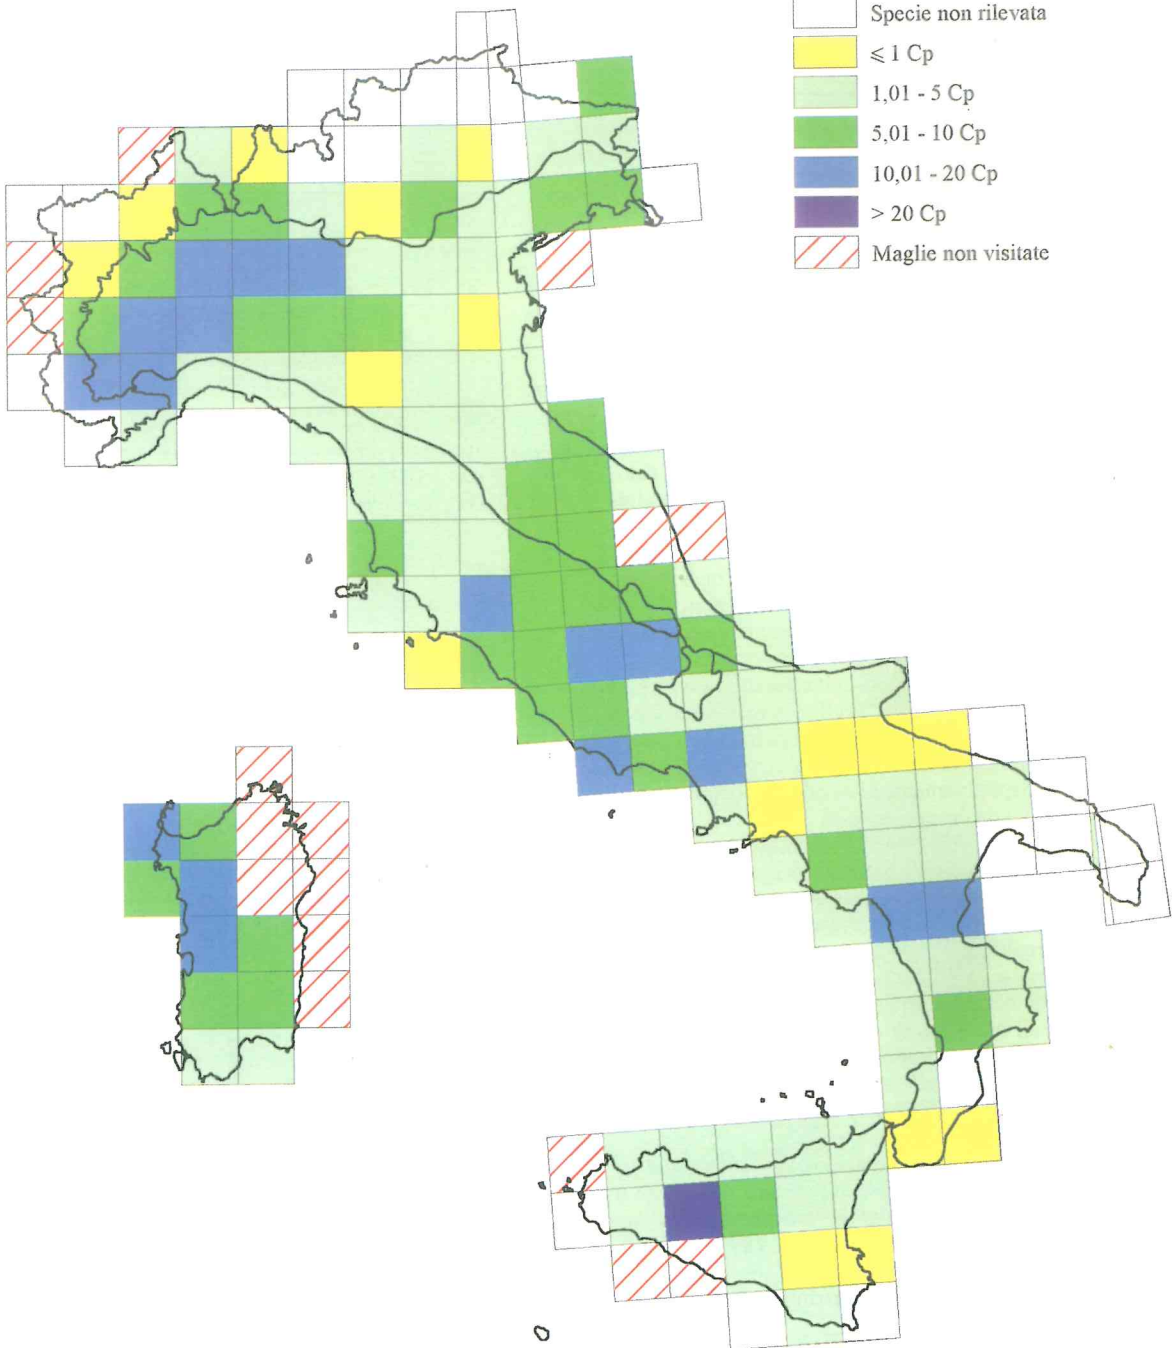 Specie non rilevata
⩽ 1 Cp
1,01 - 5 Cp
5,01 - 10 Cp
10,01 - 20 Cp
> 20 Cp
Maglie non visitate